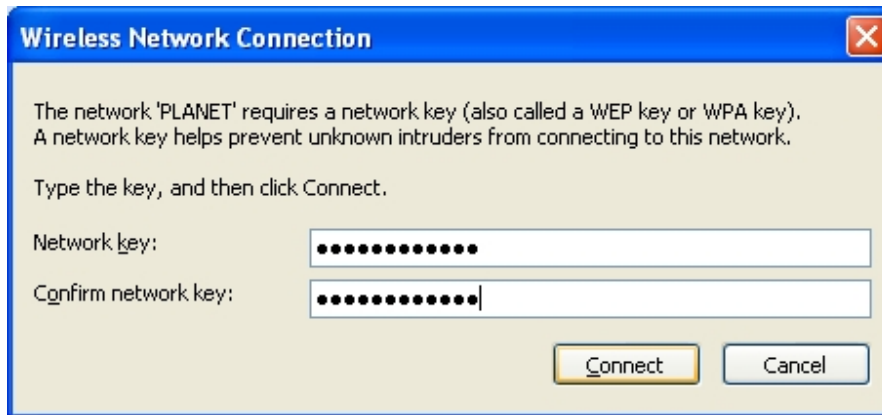 Wireless Network Connection
The network 'PLANET' requires a network key (also called a WEP key or WPA key).
A network key helps prevent unknown intruders from connecting to this network.
Type the key, and then click Connect.
Network key: ●●●●●●●●●●●●
Confirm network key: ●●●●●●●●●●●●
Connect Cancel